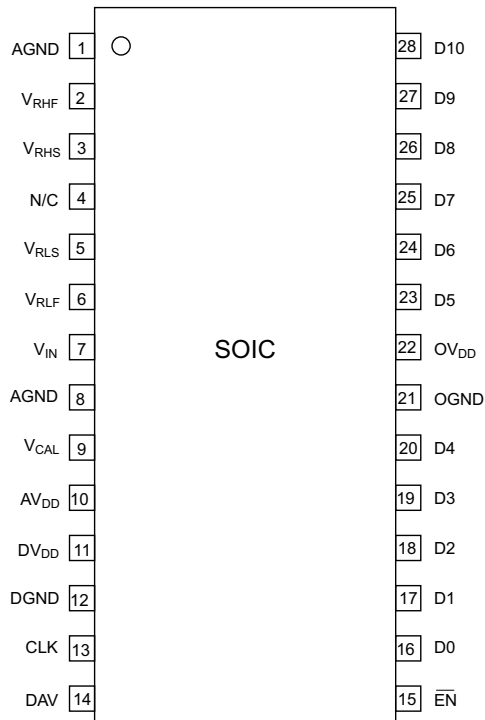 AGND 1 28 D10
VRHF 2 27 D9
VRHS 3 26 D8
N/C 4 25 D7
VRLS 5 24 D6
VRLF 6 23 D5
VIN 7 SOIC 22 OVDD
AGND 8 21 OGND
VCAL 9 20 D4
AVDD 10 19 D3
DVDD 11 18 D2
DGND 12 17 D1
CLK 13 16 D0
DAV 14 15 E̅N̅